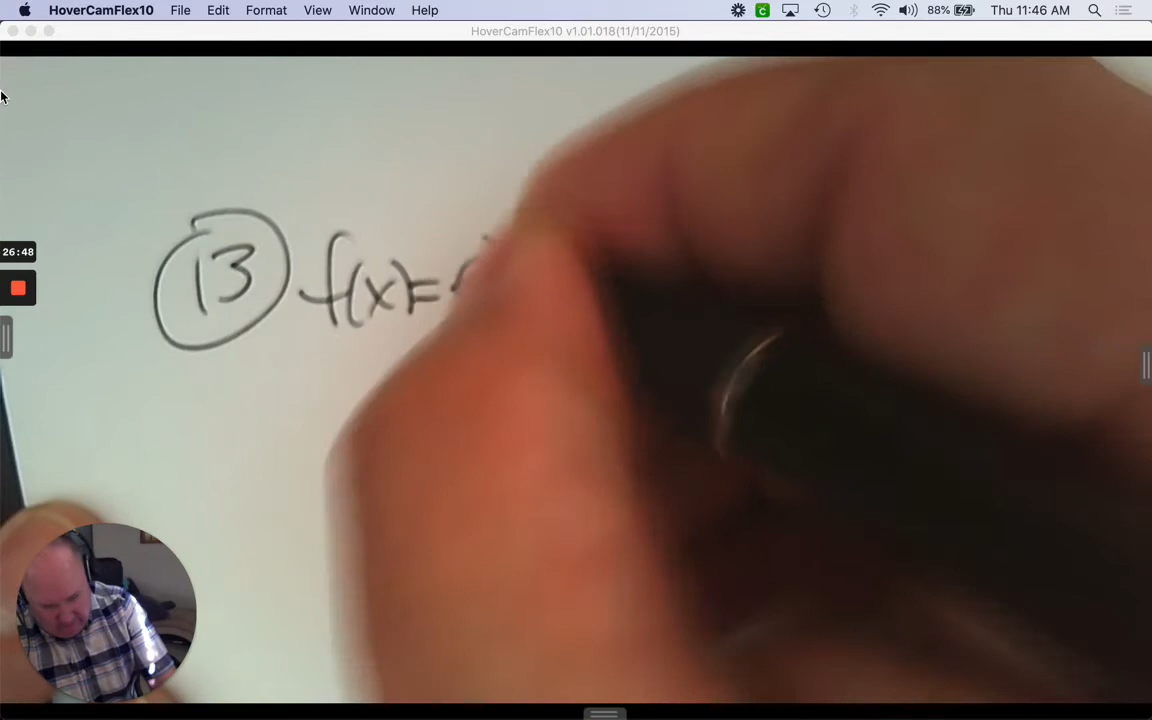 HoverCamFlex10 File Edit Format View Window Help 88% Thu 11:46 AM
HoverCamFlex10 v1.01.018(11/11/2015)
26:48
13 f(x)=